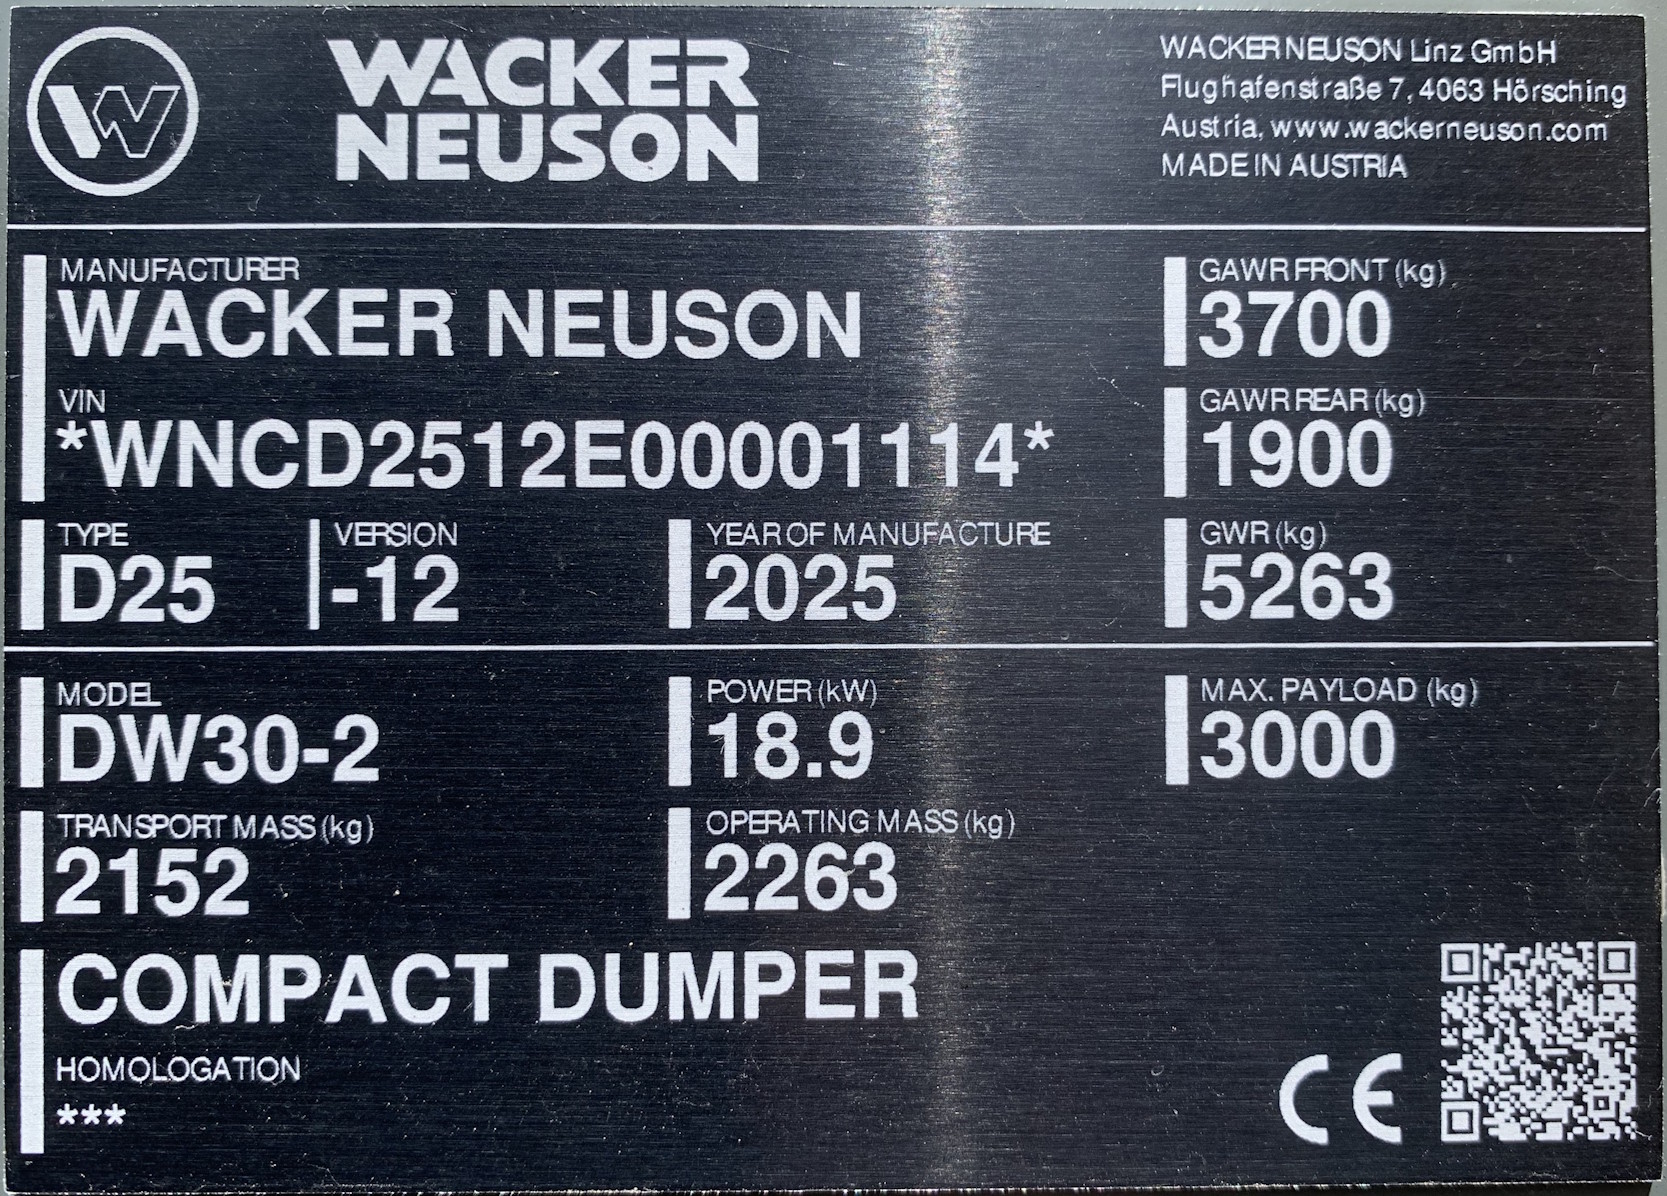 WACKER
NEUSON
WACKER NEUSON Linz GmbH
Flughafenstraße 7, 4063 Hörsching
Austria, www.wackerneuson.com
MADE IN AUSTRIA
MANUFACTURER
WACKER NEUSON
GAWR FRONT (kg)
3700
VIN
*WNCD2512E00001114*
GAWR REAR (kg)
1900
TYPE
D25
VERSION
-12
YEAR OF MANUFACTURE
2025
GWR (kg)
5263
MODEL
DW30-2
POWER (kW)
18.9
MAX. PAYLOAD (kg)
3000
TRANSPORT MASS (kg)
2152
OPERATING MASS (kg)
2263
COMPACT DUMPER
HOMOLOGATION
***
CE